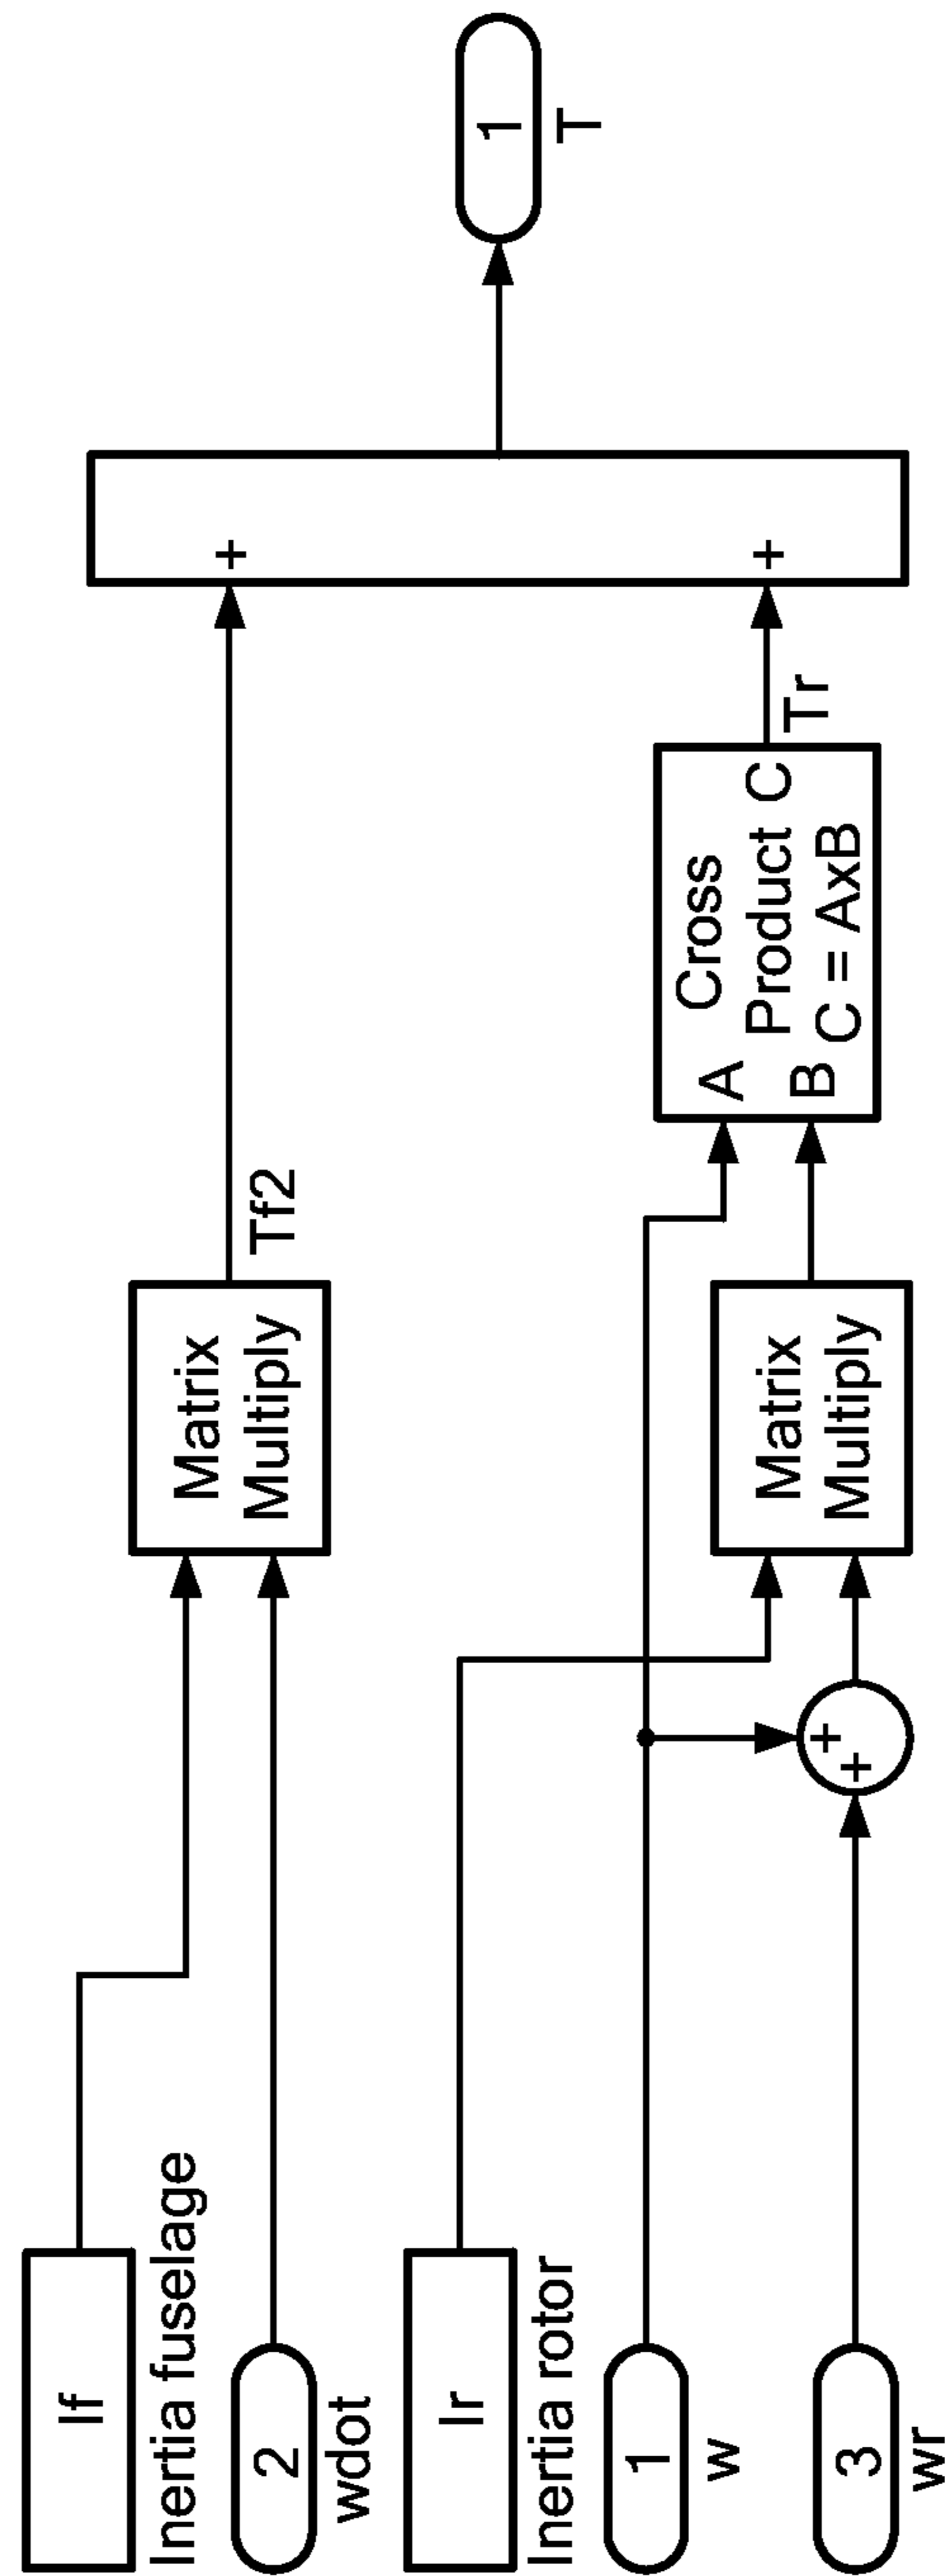 If
Inertia fuselage
2
wdot
Matrix
Multiply
Tf2
+
Ir
Inertia rotor
1
w
3
wr
+
+
Matrix
Multiply
A
B
Cross
Product C
C = AxB
Tr
+
1
T